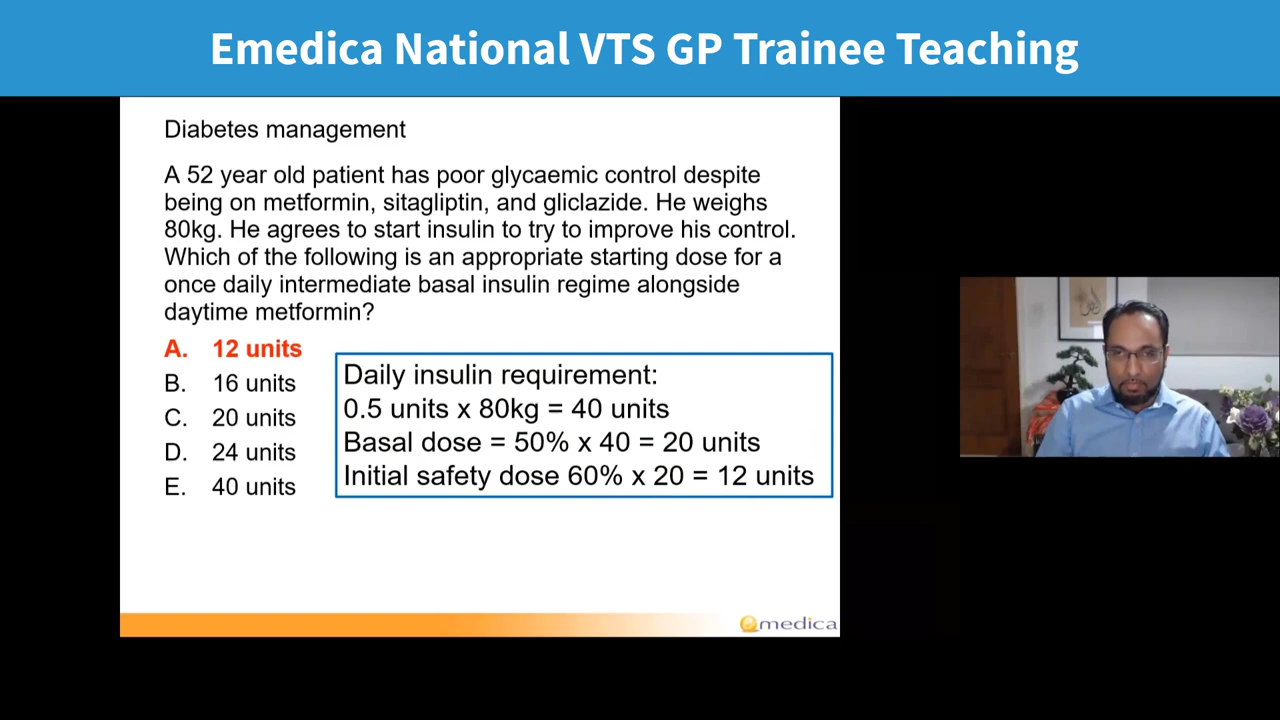 Emedica National VTS GP Trainee Teaching
Diabetes management
A 52 year old patient has poor glycaemic control despite
being on metformin, sitagliptin, and gliclazide. He weighs
80kg. He agrees to start insulin to try to improve his control.
Which of the following is an appropriate starting dose for a
once daily intermediate basal insulin regime alongside
daytime metformin?
A. 12 units
B. 16 units
C. 20 units
D. 24 units
E. 40 units
Daily insulin requirement:
0.5 units x 80kg = 40 units
Basal dose = 50% x 40 = 20 units
Initial safety dose 60% x 20 = 12 units
medica